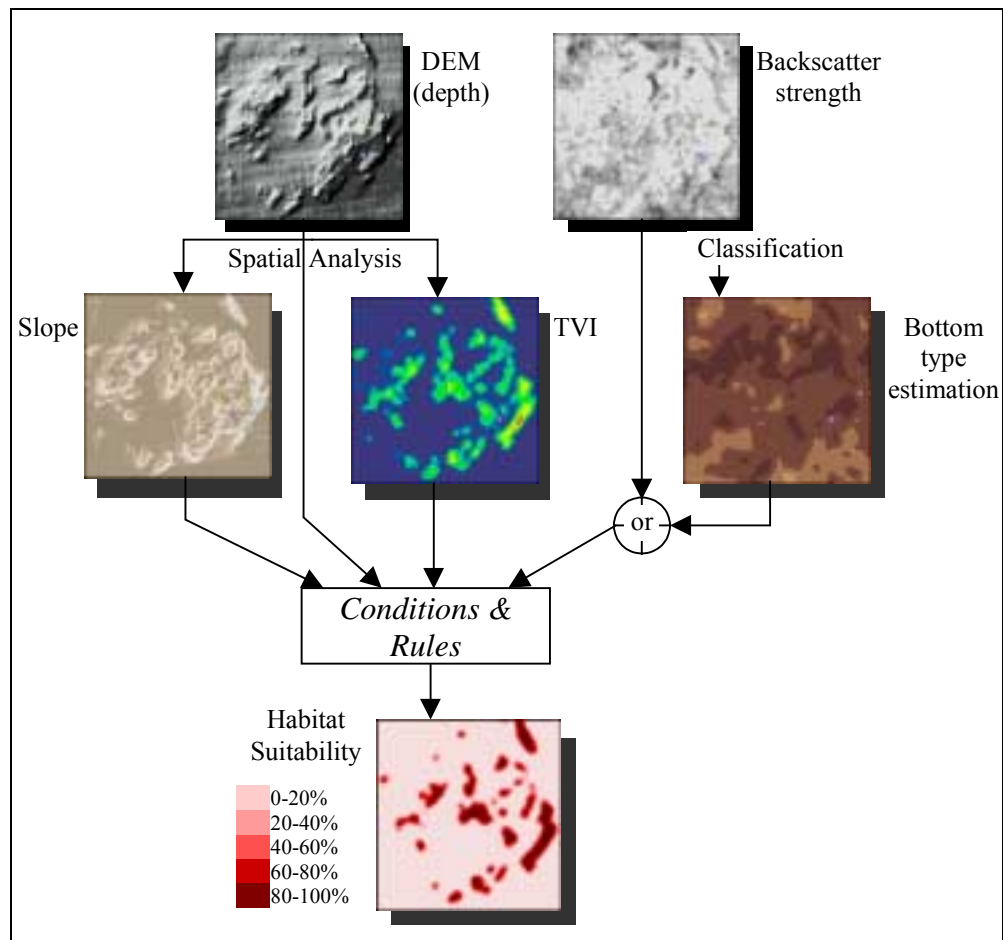 DEM
(depth)
Backscatter
strength
Spatial Analysis
Classification
Slope
TVI
Bottom
type
estimation
or
Conditions &
Rules
Habitat
Suitability
0-20%
20-40%
40-60%
60-80%
80-100%